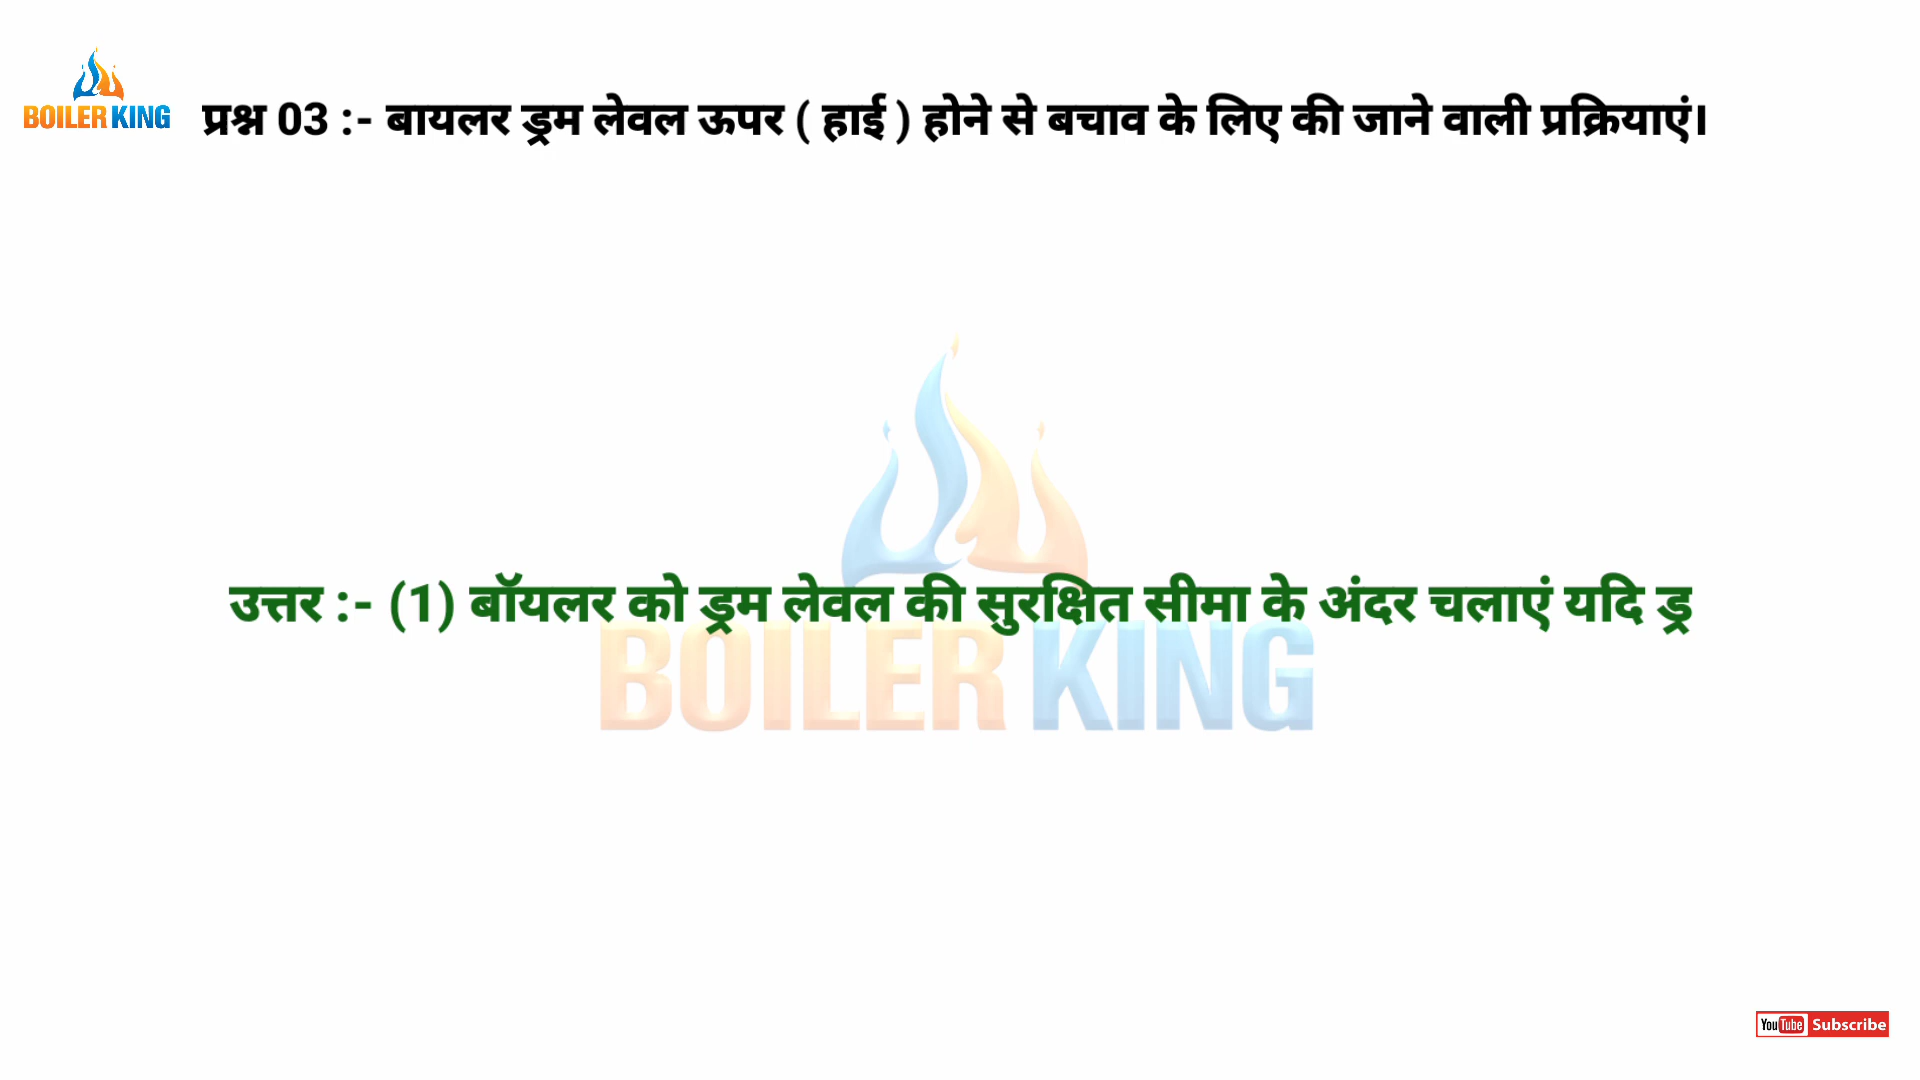 BOILER KING
प्रश्न 03 :- बायलर ड्रम लेवल ऊपर ( हाई ) होने से बचाव के लिए की जाने वाली प्रक्रियाएं।
उत्तर :- (1) बॉयलर को ड्रम लेवल की सुरक्षित सीमा के अंदर चलाएं यदि ड्र
BOILER KING
YouTube Subscribe